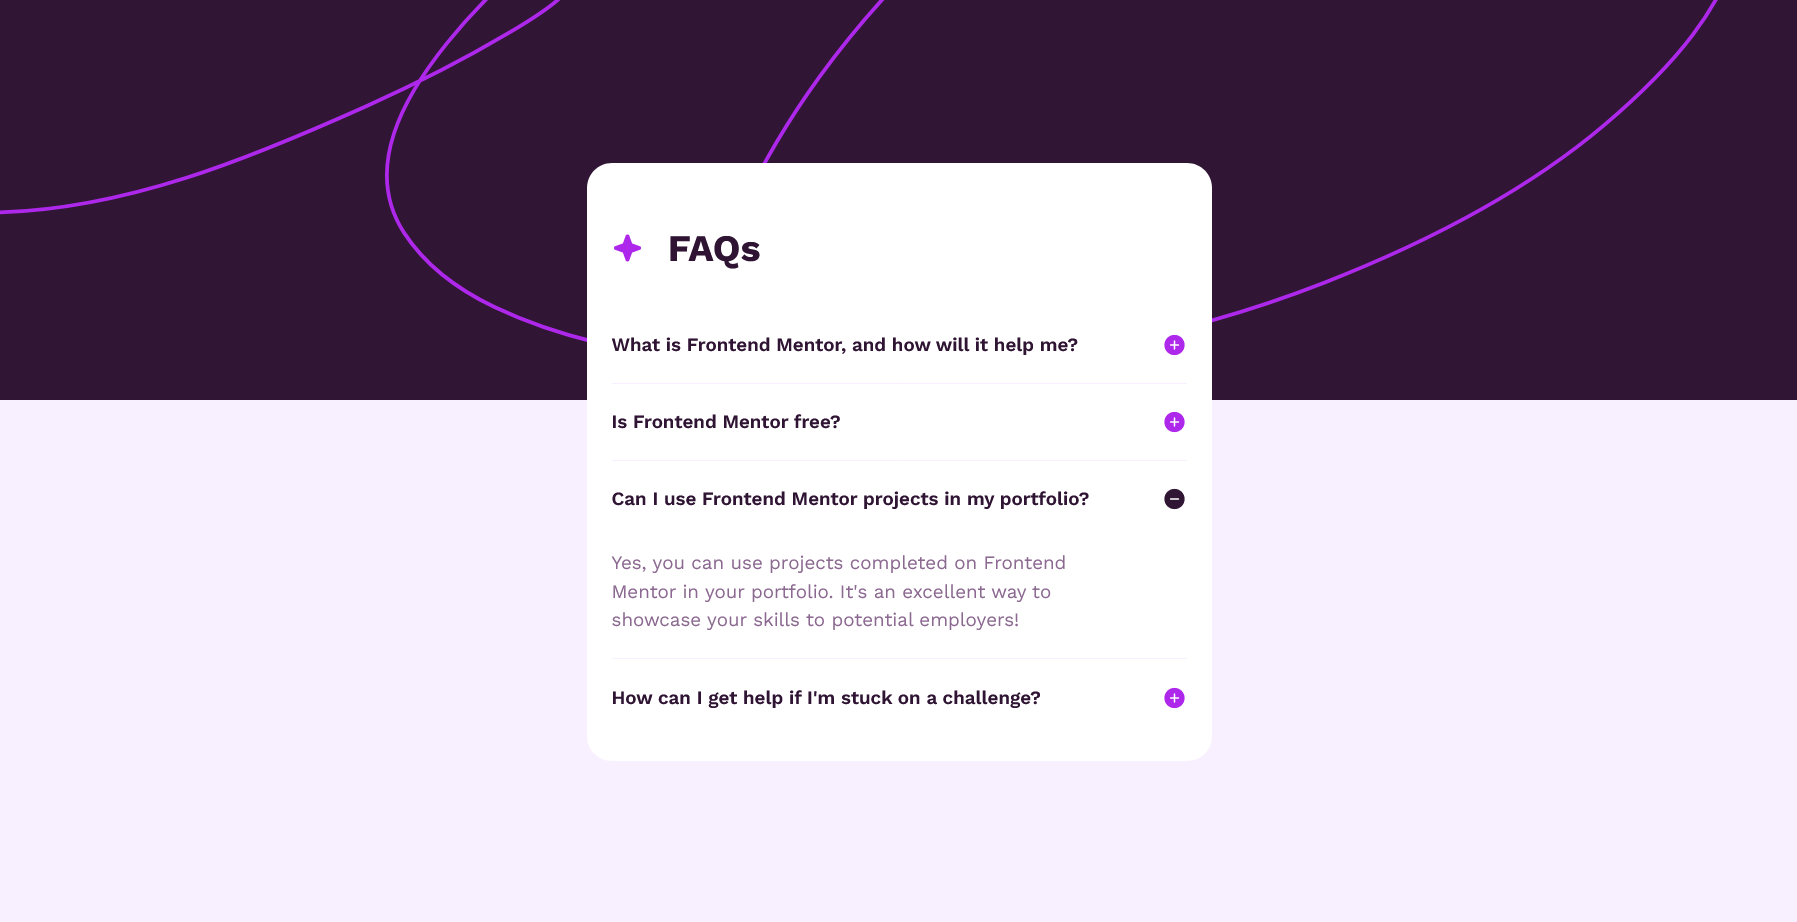 FAQs
What is Frontend Mentor, and how will it help me?
Is Frontend Mentor free?
Can I use Frontend Mentor projects in my portfolio?
Yes, you can use projects completed on Frontend
Mentor in your portfolio. It's an excellent way to
showcase your skills to potential employers!
How can I get help if I'm stuck on a challenge?